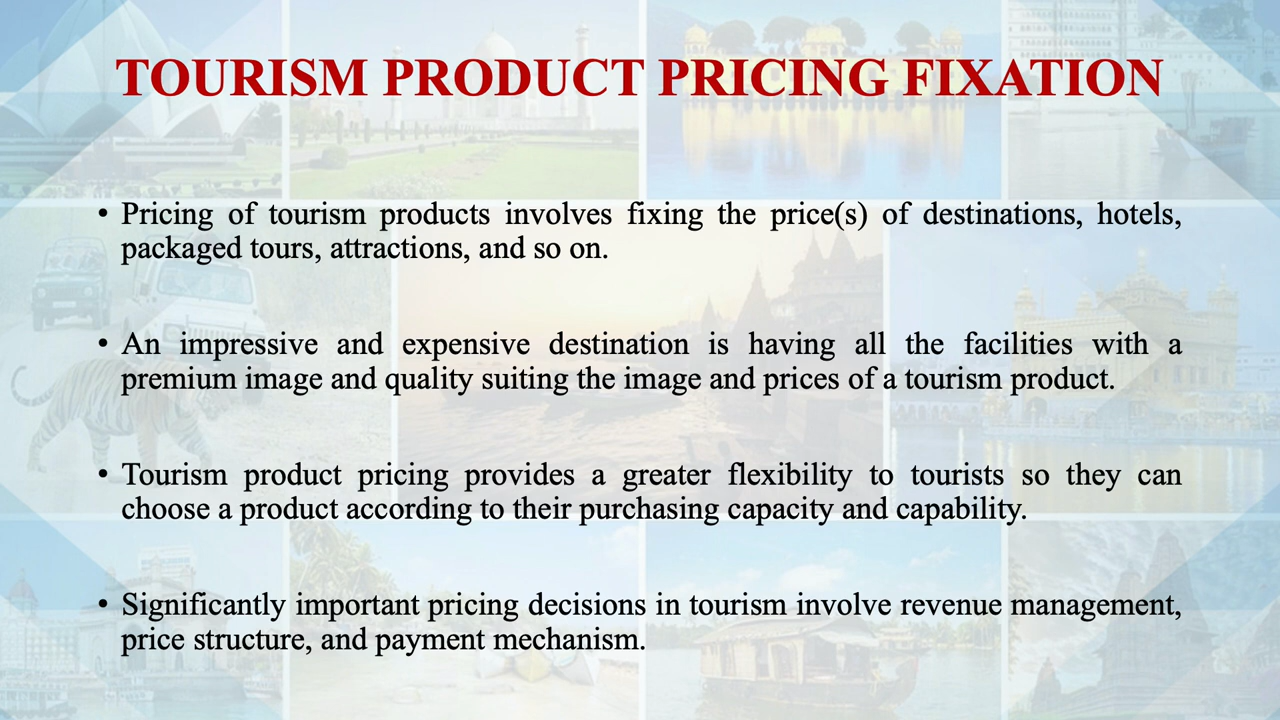 TOURISM PRODUCT PRICING FIXATION
• Pricing of tourism products involves fixing the price(s) of destinations, hotels,
packaged tours, attractions, and so on.
• An impressive and expensive destination is having all the facilities with a
premium image and quality suiting the image and prices of a tourism product.
• Tourism product pricing provides a greater flexibility to tourists so they can
choose a product according to their purchasing capacity and capability.
• Significantly important pricing decisions in tourism involve revenue management,
price structure, and payment mechanism.